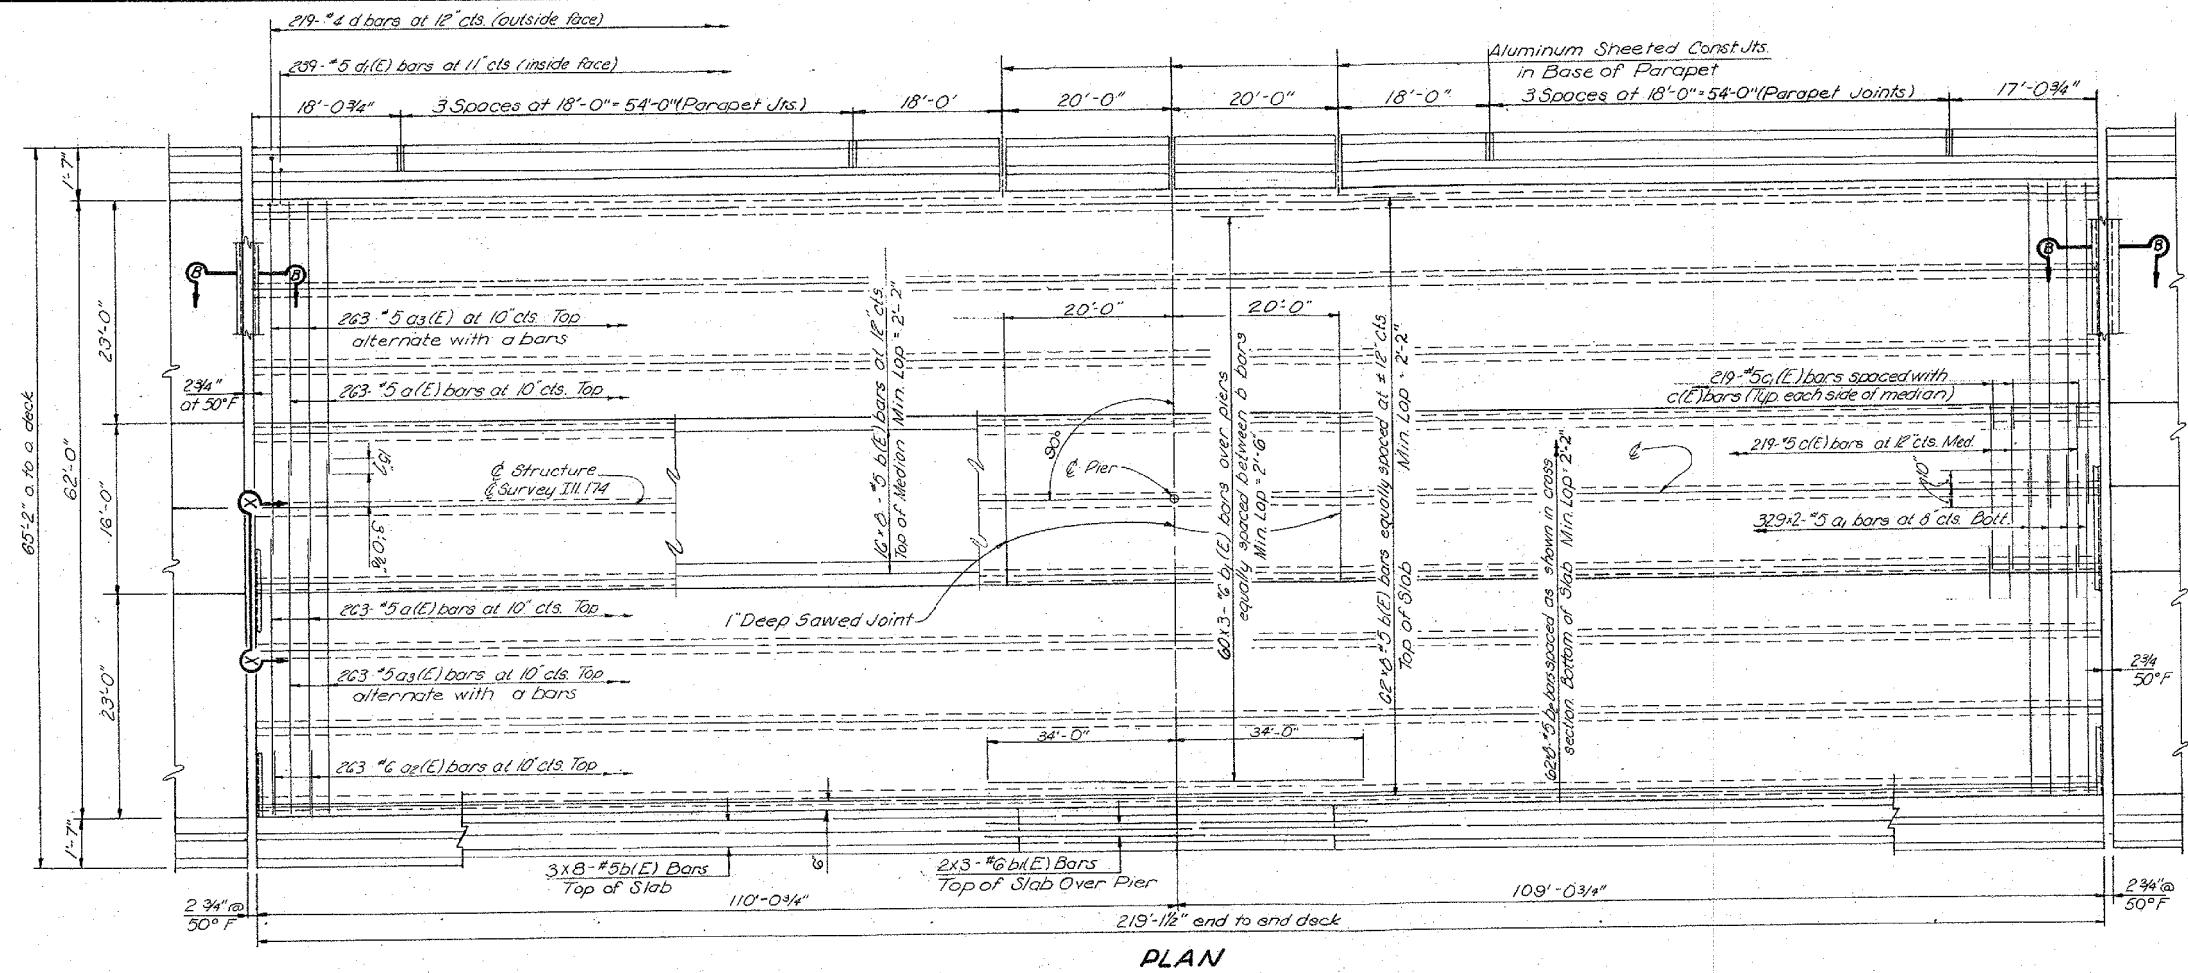 219-#4 d bars at 12" cts. (outside face)
239-#5 d1(E) bars at 11" cts (inside face)
Aluminum Sheeted Const. Jts.
in Base of Parapet
18'-0 3/4"
3 Spaces at 18'-0" = 54'-0" (Parapet Jts.)
18'-0'
20'-0"
20'-0"
18'-0"
3 Spaces at 18'-0" = 54'-0" (Parapet Joints)
17'-0 3/4"
1'-7"
B
B
B
B
65'-2" o. to o. deck
62'-0"
23'-0"
16'-0"
23'-0"
1'-7"
263-#5 a3(E) at 10" cts. Top
alternate with a bars
2 3/4"
at 50°F
263-#5 a(E) bars at 10" cts. Top
20'-0"
20'-0"
16x8-#5 b(E) bars at 12" cts.
Top of Median Min. Lap = 2'-2"
60x3-#6 b1(E) bars over piers
equally spaced between b bars
Min. Lap = 2'-6"
62x8-#5 b(E) bars equally spaced at ± 12" cts.
Top of Slab Min. Lap = 2'-2"
219-#5 c1(E) bars spaced with
c(E) bars (Typ. each side of median)
219-#5 c(E) bars at 12" cts. Med.
℄ Structure
℄ Survey Ill. 174
90°
℄ Pier
℄
329x2-#5 a1 bars at 8" cts. Bott.
bars spaced as shown in cross
section. Bottom of Slab Min. Lap = 2'-2"
X
X
263-#5 a(E) bars at 10" cts. Top
1" Deep Sawed Joint
263-#5 a3(E) bars at 10" cts. Top
alternate with a bars
2 3/4
50°F
34'-0"
34'-0"
263-#6 a2(E) bars at 10" cts. Top
3x8-#5b(E) Bars
Top of Slab
2x3-#6 b1(E) Bars
Top of Slab Over Pier
2 3/4" @
50°F
110'-0 3/4"
109'-0 3/4"
2 3/4" @
50°F
219'-1 1/2" end to end deck
PLAN